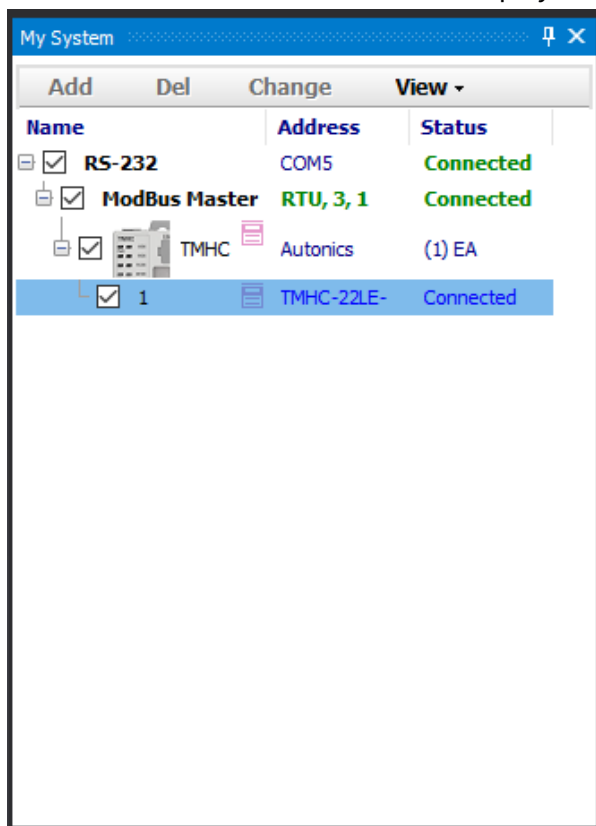 My System
Add Del Change View
Name Address Status
RS-232 COM5 Connected
ModBus Master RTU, 3, 1 Connected
TMHC Autonics (1) EA
1 TMHC-22LE- Connected